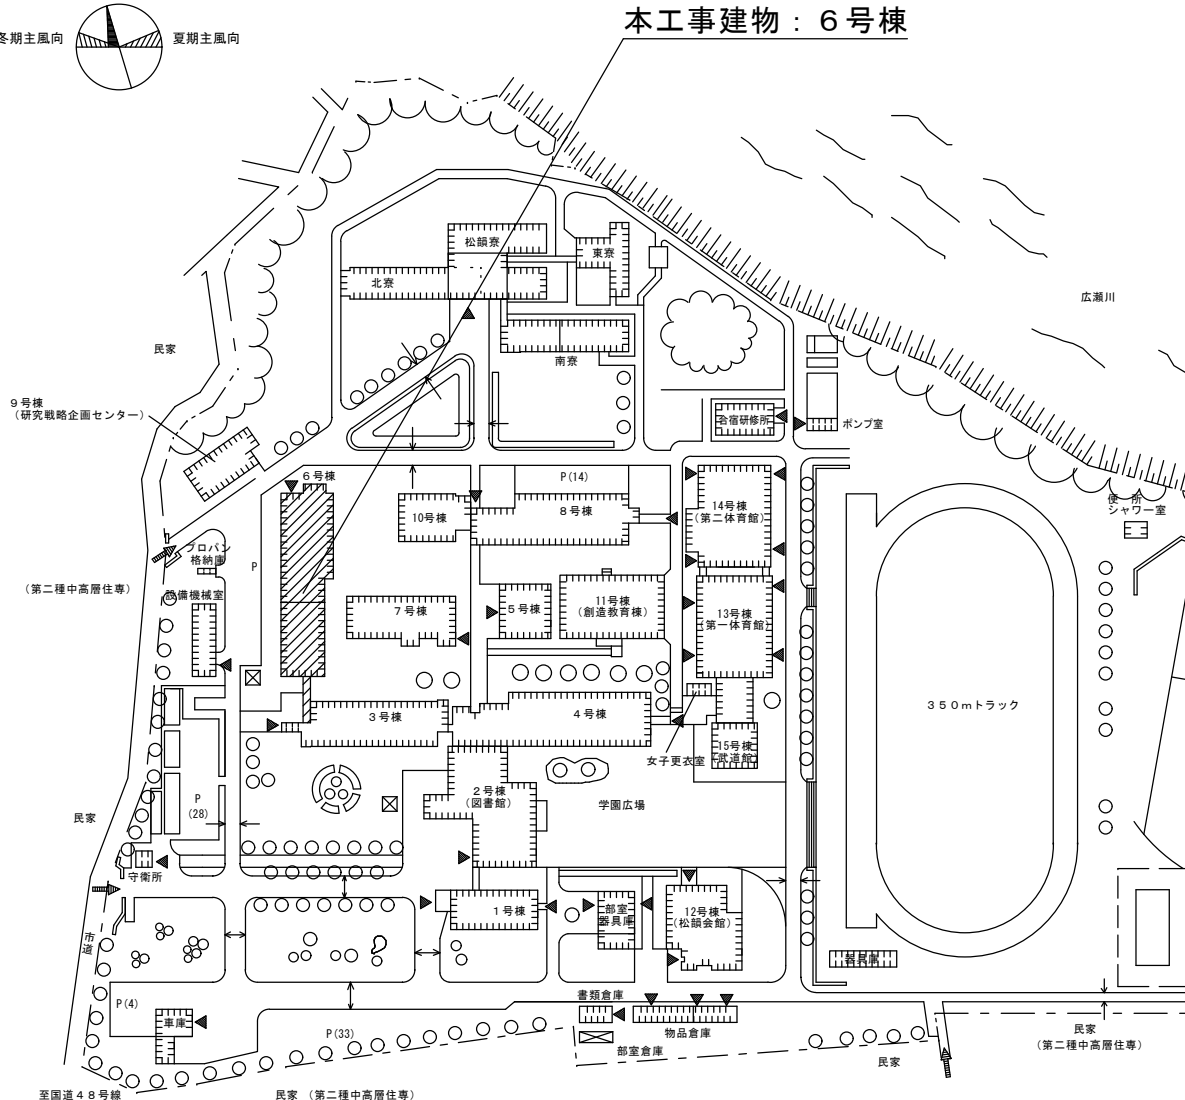 本工事建物：６号棟
冬期主風向
夏期主風向
松韻寮
東寮
北寮
広瀬川
民家
南寮
９号棟
（研究戦略企画センター）
合宿研修所
ポンプ室
６号棟
P(14)
10号棟
８号棟
14号棟
（第二体育館）
便所
シャワー室
プロパン
格納庫
P
（第二種中高層住専）
設備機械室
７号棟
５号棟
11号棟
（創造教育棟）
13号棟
（第一体育館）
３号棟
４号棟
３５０ｍトラック
女子更衣室
15号棟
（武道館）
２号棟
（図書館）
P
(28)
学園広場
民家
守衛所
１号棟
部室
器具庫
12号棟
（松韻会館）
市道
器具庫
P(4)
書類倉庫
車庫
P(33)
物品倉庫
部室倉庫
民家
民家
（第二種中高層住専）
至国道４８号線
民家 （第二種中高層住専）